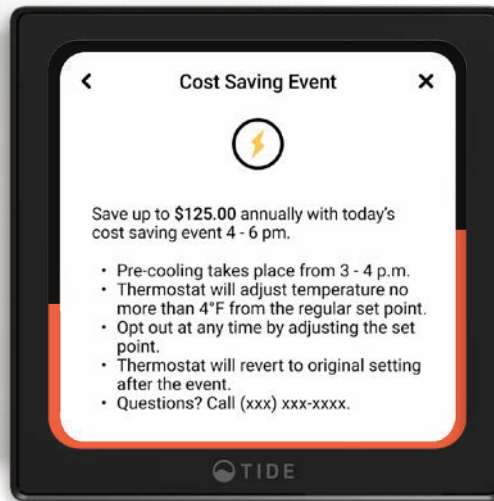 Cost Saving Event
Save up to $125.00 annually with today's
cost saving event 4 - 6 pm.
• Pre-cooling takes place from 3 - 4 p.m.
• Thermostat will adjust temperature no
more than 4°F from the regular set point.
• Opt out at any time by adjusting the set
point.
• Thermostat will revert to original setting
after the event.
• Questions? Call (xxx) xxx-xxxx.
TIDE